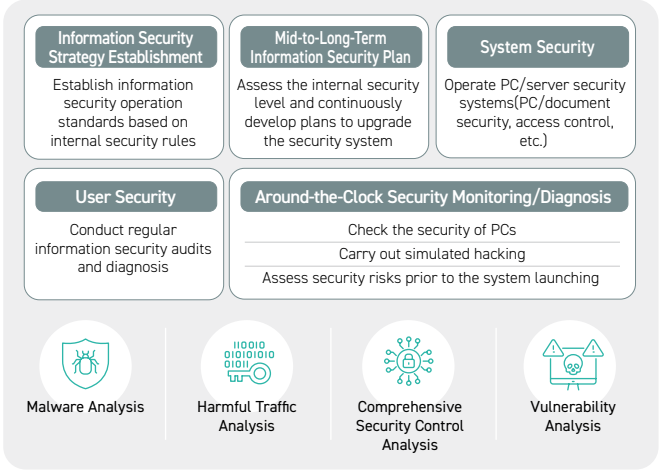 Information Security
Strategy Establishment
Establish information
security operation
standards based on
internal security rules
Mid-to-Long-Term
Information Security Plan
Assess the internal security
level and continuously
develop plans to upgrade
the security system
System Security
Operate PC/server security
systems(PC/document
security, access control,
etc.)
User Security
Conduct regular
information security audits
and diagnosis
Around-the-Clock Security Monitoring/Diagnosis
Check the security of PCs
Carry out simulated hacking
Assess security risks prior to the system launching
Malware Analysis
110010
01010101
01011
Harmful Traffic
Analysis
Comprehensive
Security Control
Analysis
Vulnerability
Analysis